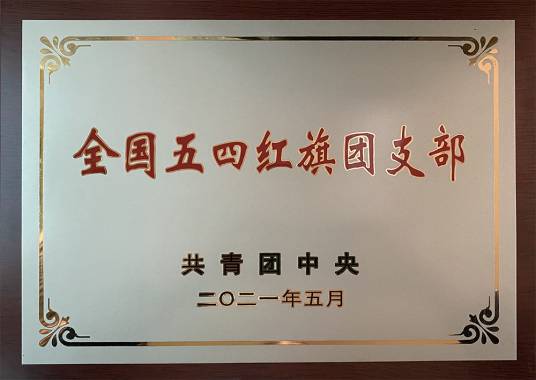 全国五四红旗团支部
共青团中央
二〇二一年五月